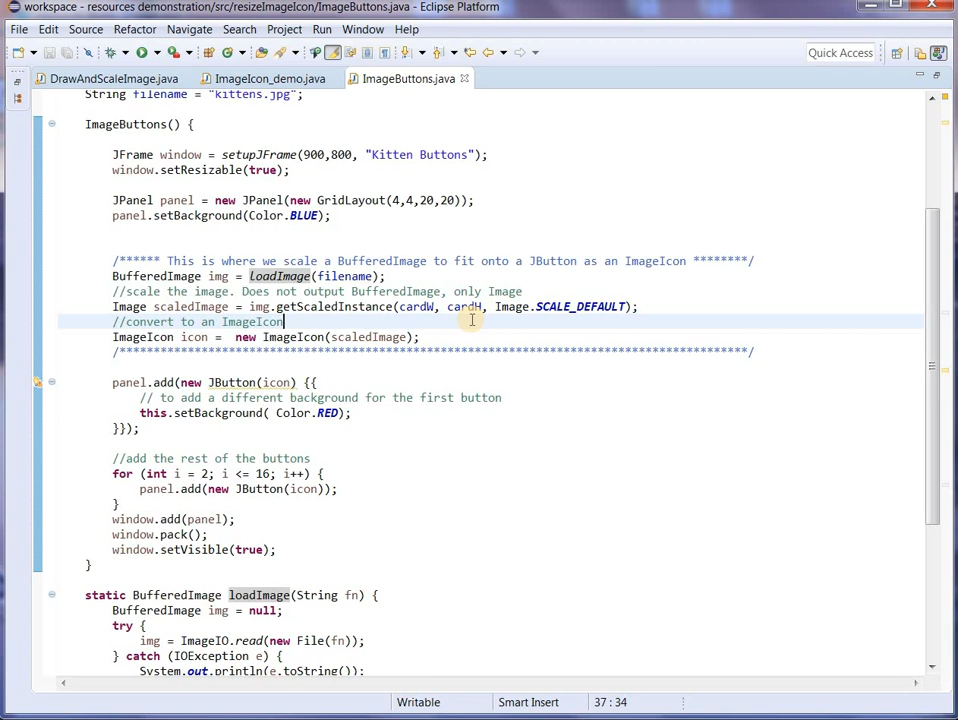 workspace - resources demonstration/src/resizeImageIcon/ImageButtons.java - Eclipse Platform
File Edit Source Refactor Navigate Search Project Run Window Help
Quick Access
DrawAndScaleImage.java ImageIcon_demo.java ImageButtons.java
String filename = "kittens.jpg";
ImageButtons() {
JFrame window = setupJFrame(900,800, "Kitten Buttons");
window.setResizable(true);
JPanel panel = new JPanel(new GridLayout(4,4,20,20));
panel.setBackground(Color.BLUE);
/****** This is where we scale a BufferedImage to fit onto a JButton as an ImageIcon ********/
BufferedImage img = loadImage(filename);
//scale the image. Does not output BufferedImage, only Image
Image scaledImage = img.getScaledInstance(cardW, cardH, Image.SCALE_DEFAULT);
//convert to an ImageIcon
ImageIcon icon =  new ImageIcon(scaledImage);
/*********************************************************************************************/
panel.add(new JButton(icon) {{
// to add a different background for the first button
this.setBackground( Color.RED);
}});
//add the rest of the buttons
for (int i = 2; i <= 16; i++) {
panel.add(new JButton(icon));
}
window.add(panel);
window.pack();
window.setVisible(true);
}
static BufferedImage loadImage(String fn) {
BufferedImage img = null;
try {
img = ImageIO.read(new File(fn));
} catch (IOException e) {
System.out.println(e.toString());
Writable Smart Insert 37 : 34